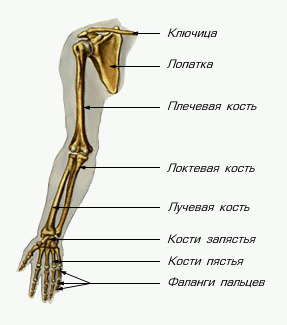 Ключица
Лопатка
Плечевая кость
Локтевая кость
Лучевая кость
Кости запястья
Кости пястья
Фаланги пальцев